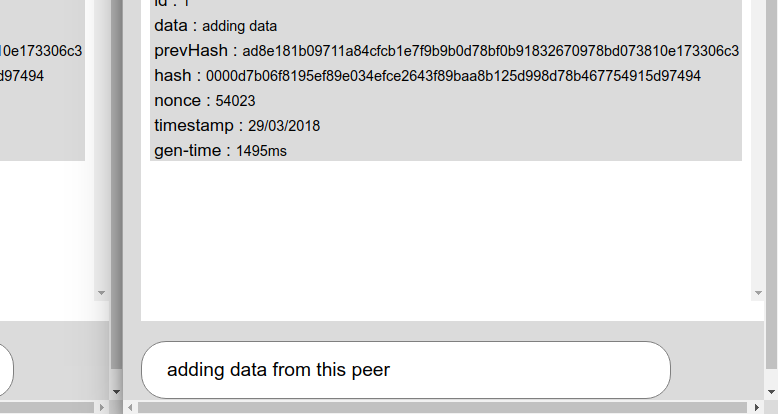 id : 1
data : adding data
10e173306c3
prevHash : ad8e181b09711a84cfcb1e7f9b9b0d78bf0b91832670978bd073810e173306c3
d97494
hash : 0000d7b06f8195ef89e034efce2643f89baa8b125d998d78b467754915d97494
nonce : 54023
timestamp : 29/03/2018
gen-time : 1495ms
adding data from this peer